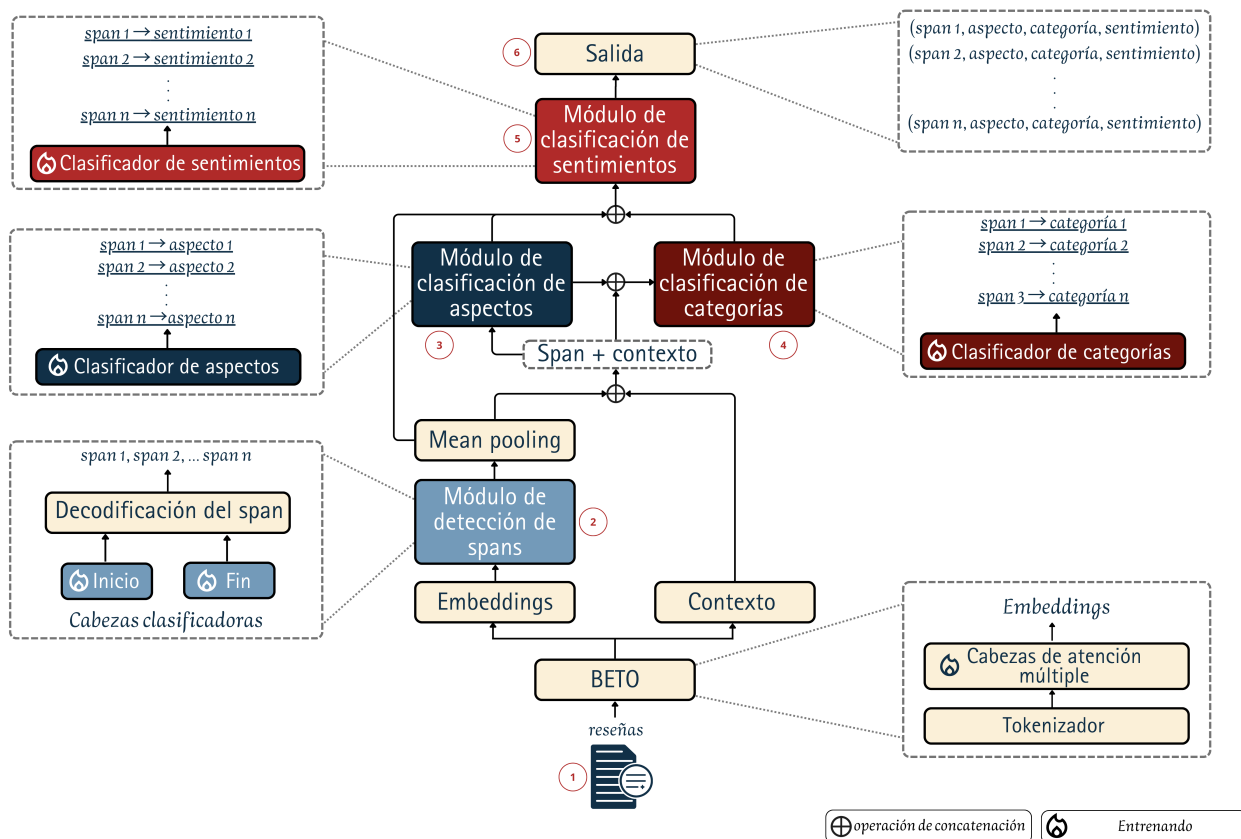 span 1 → sentimiento 1
span 2 → sentimiento 2
.
.
.
span n → sentimiento n
Clasificador de sentimientos
6
Salida
(span 1, aspecto, categoría, sentimiento)
(span 2, aspecto, categoría, sentimiento)
.
.
.
(span n, aspecto, categoría, sentimiento)
5
Módulo de
clasificación de
sentimientos
span 1 → aspecto 1
span 2 → aspecto 2
.
.
.
span n → aspecto n
Clasificador de aspectos
Módulo de
clasificación de
aspectos
3
Módulo de
clasificación de
categorías
4
span 1 → categoría 1
span 2 → categoría 2
.
.
.
span 3 → categoría n
Clasificador de categorías
Span + contexto
Mean pooling
span 1, span 2, ... span n
Decodificación del span
Inicio
Fin
Cabezas clasificadoras
Módulo de
detección de
spans
2
Embeddings
Contexto
BETO
reseñas
1
Embeddings
Cabezas de atención
múltiple
Tokenizador
operación de concatenación
Entrenando